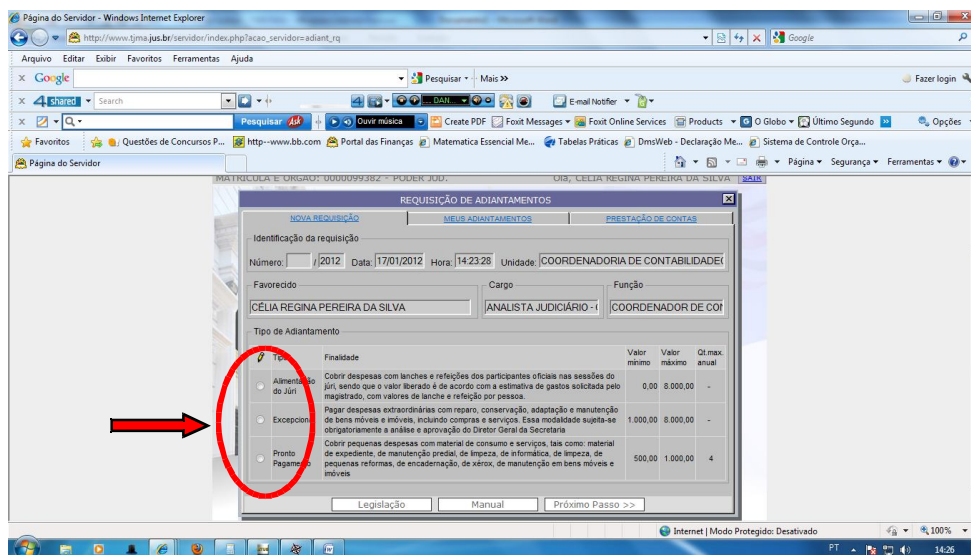 Página do Servidor - Windows Internet Explorer
http://www.tjma.jus.br/servidor/index.php?acao_servidor=adiant_rq
Google
Arquivo Editar Exibir Favoritos Ferramentas Ajuda
x Google Pesquisar Mais >> Fazer login
x 4 shared Search 4 ... DAN... E-mail Notifier
x Q Pesquisar Ask Ouvir música Create PDF Foxit Messages Foxit Online Services Products O Globo Último Segundo >> Opções
Favoritos Questões de Concursos P... http--www.bb.com Portal das Finanças Matematica Essencial Me... Tabelas Práticas DmsWeb - Declaração Me... Sistema de Controle Orça...
Página do Servidor Página Segurança Ferramentas
MATRÍCULA E ÓRGÃO: 0000099382 - PODER JUD. Olá, CÉLIA REGINA PEREIRA DA SILVA SAIR
REQUISIÇÃO DE ADIANTAMENTOS X
NOVA REQUISIÇÃO MEUS ADIANTAMENTOS PRESTAÇÃO DE CONTAS
Identificação da requisição
Número: / 2012 Data: 17/01/2012 Hora: 14:23:28 Unidade: COORDENADORIA DE CONTABILIDADE(
Favorecido Cargo Função
CÉLIA REGINA PEREIRA DA SILVA ANALISTA JUDICIÁRIO - COORDENADOR DE CO
Tipo de Adiantamento
Tipo Finalidade Valor mínimo Valor máximo Qt.max. anual
Alimentação do Júri
Cobrir despesas com lanches e refeições dos participantes oficiais nas sessões do
júri, sendo que o valor liberado é de acordo com a estimativa de gastos solicitada pelo
magistrado, com valores de lanche e refeição por pessoa.
0,00 8.000,00 -
Excepcional
Pagar despesas extraordinárias com reparo, conservação, adaptação e manutenção
de bens móveis e imóveis, incluindo compras e serviços. Essa modalidade sujeita-se
obrigatoriamente a análise e aprovação do Diretor Geral da Secretaria
1.000,00 8.000,00 -
Pronto Pagamento
Cobrir pequenas despesas com material de consumo e serviços, tais como: material
de expediente, de manutenção predial, de limpeza, de informática, de limpeza, de
pequenas reformas, de encadernação, de xérox, de manutenção em bens móveis e
imóveis
500,00 1.000,00 4
Legislação Manual Próximo Passo >>
Internet | Modo Protegido: Desativado 100%
PT 14:26